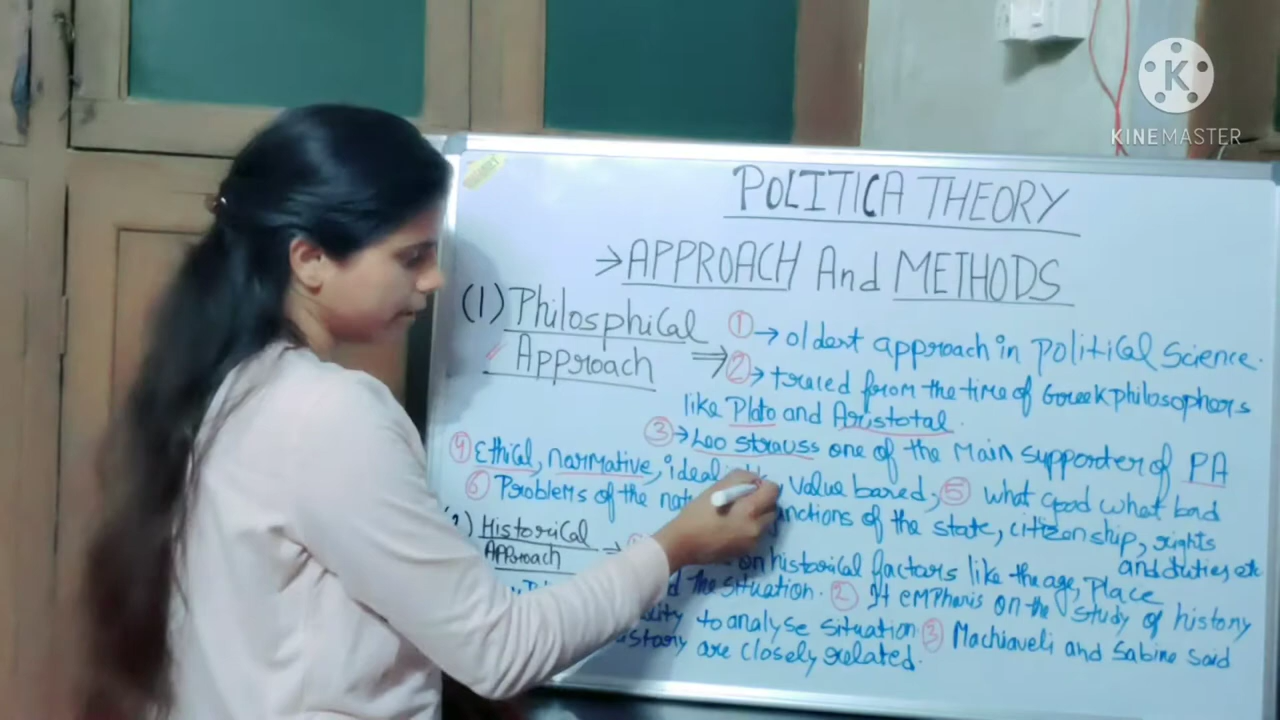 K
KINEMASTER
POLITICA THEORY
→APPROACH And METHODS
(1) Philosphical
Approach ⇒
① → oldest approach in Political Science.
② → traced from the time of Greek philosophers
like Plato and Aristotal.
③ → Leo strauss one of the Main supporter of PA
④ Ethical, normative, value bared, ⑤ what good what bad
⑥ Problems of the of the state, citizenship, rights
and duties, etc
Historical
Approach ⇒
on historical factors like the age, Place
the situation. ② It emphasis on the study of history
to analyse situation ③ Machiaveli and Sabine said
are closely related.